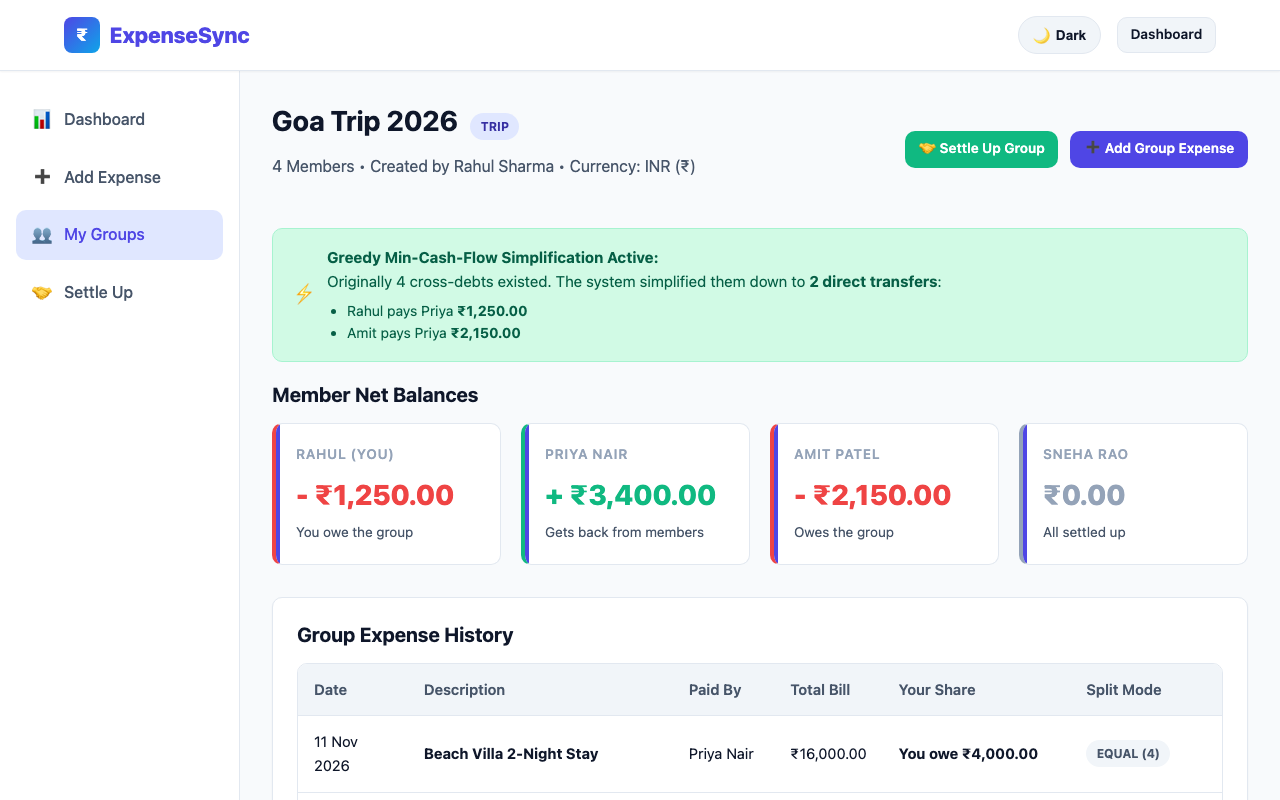 ₹ ExpenseSync
🌙 Dark
Dashboard
📊 Dashboard
➕ Add Expense
👥 My Groups
🤝 Settle Up
Goa Trip 2026 TRIP
4 Members • Created by Rahul Sharma • Currency: INR (₹)
🤝 Settle Up Group
➕ Add Group Expense
⚡ Greedy Min-Cash-Flow Simplification Active:
Originally 4 cross-debts existed. The system simplified them down to 2 direct transfers:
• Rahul pays Priya ₹1,250.00
• Amit pays Priya ₹2,150.00
Member Net Balances
RAHUL (YOU)
- ₹1,250.00
You owe the group
PRIYA NAIR
+ ₹3,400.00
Gets back from members
AMIT PATEL
- ₹2,150.00
Owes the group
SNEHA RAO
₹0.00
All settled up
Group Expense History
Date Description Paid By Total Bill Your Share Split Mode
11 Nov 2026 Beach Villa 2-Night Stay Priya Nair ₹16,000.00 You owe ₹4,000.00 EQUAL (4)